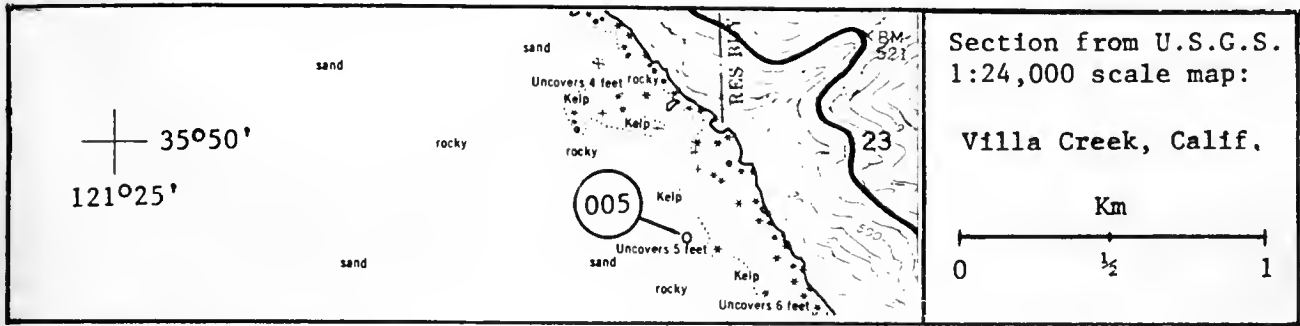 sand
sand
BM
521
Uncovers 4 feet
rocky
Kelp
Kelp
RES BDY
35°50'
rocky
rocky
23
121°25'
005
Kelp
Uncovers 5 feet
500
sand
sand
Kelp
rocky
Uncovers 6 feet
Section from U.S.G.S.
1:24,000 scale map:
Villa Creek, Calif.
Km
0 ½ 1